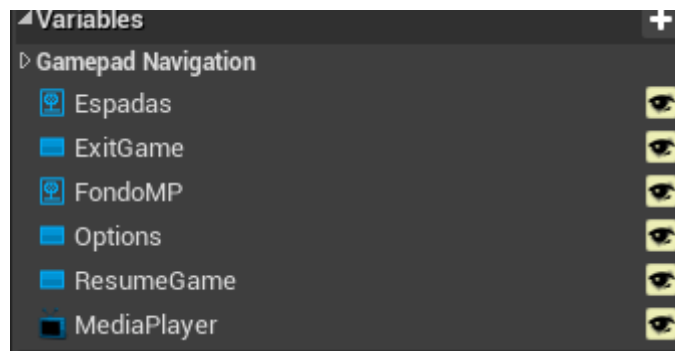 Variables
Gamepad Navigation
Espadas
ExitGame
FondoMP
Options
ResumeGame
MediaPlayer